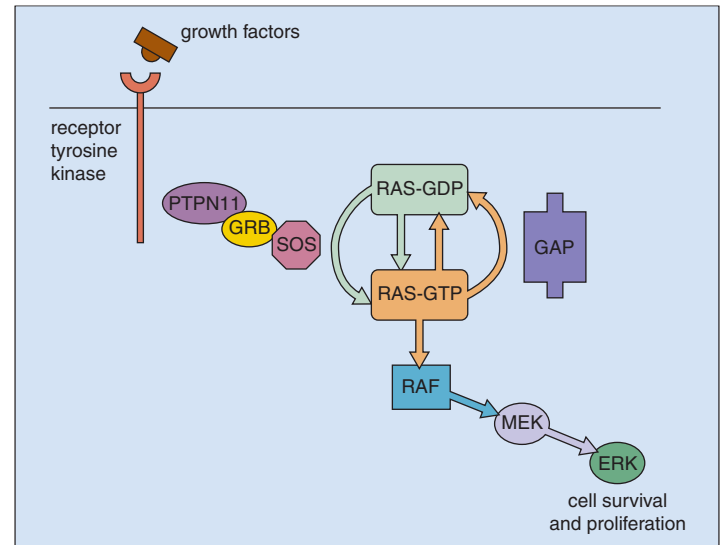 growth factors
receptor
tyrosine
kinase
PTPN11
GRB
SOS
RAS-GDP
GAP
RAS-GTP
RAF
MEK
ERK
cell survival
and proliferation